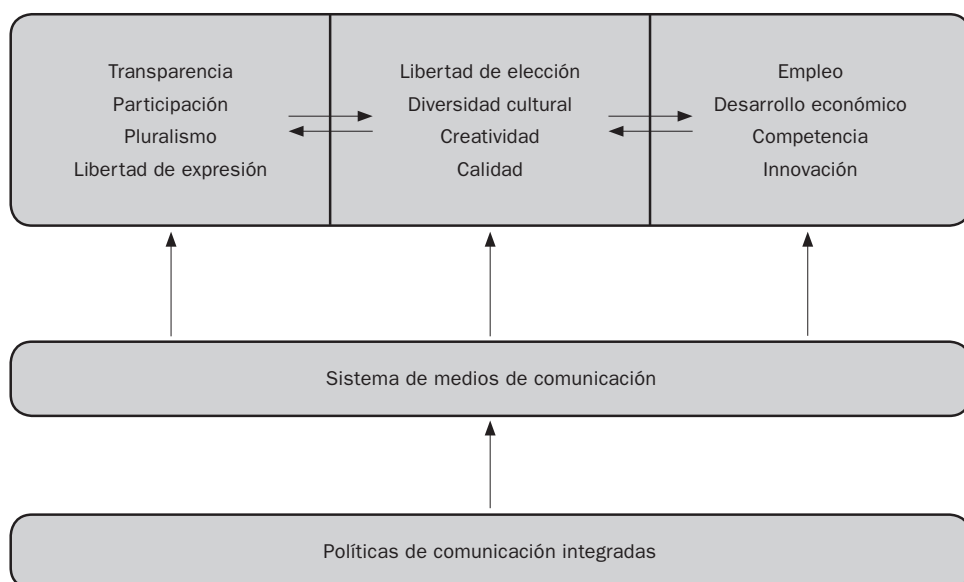 Transparencia
Participación
Pluralismo
Libertad de expresión
Libertad de elección
Diversidad cultural
Creatividad
Calidad
Empleo
Desarrollo económico
Competencia
Innovación
Sistema de medios de comunicación
Políticas de comunicación integradas